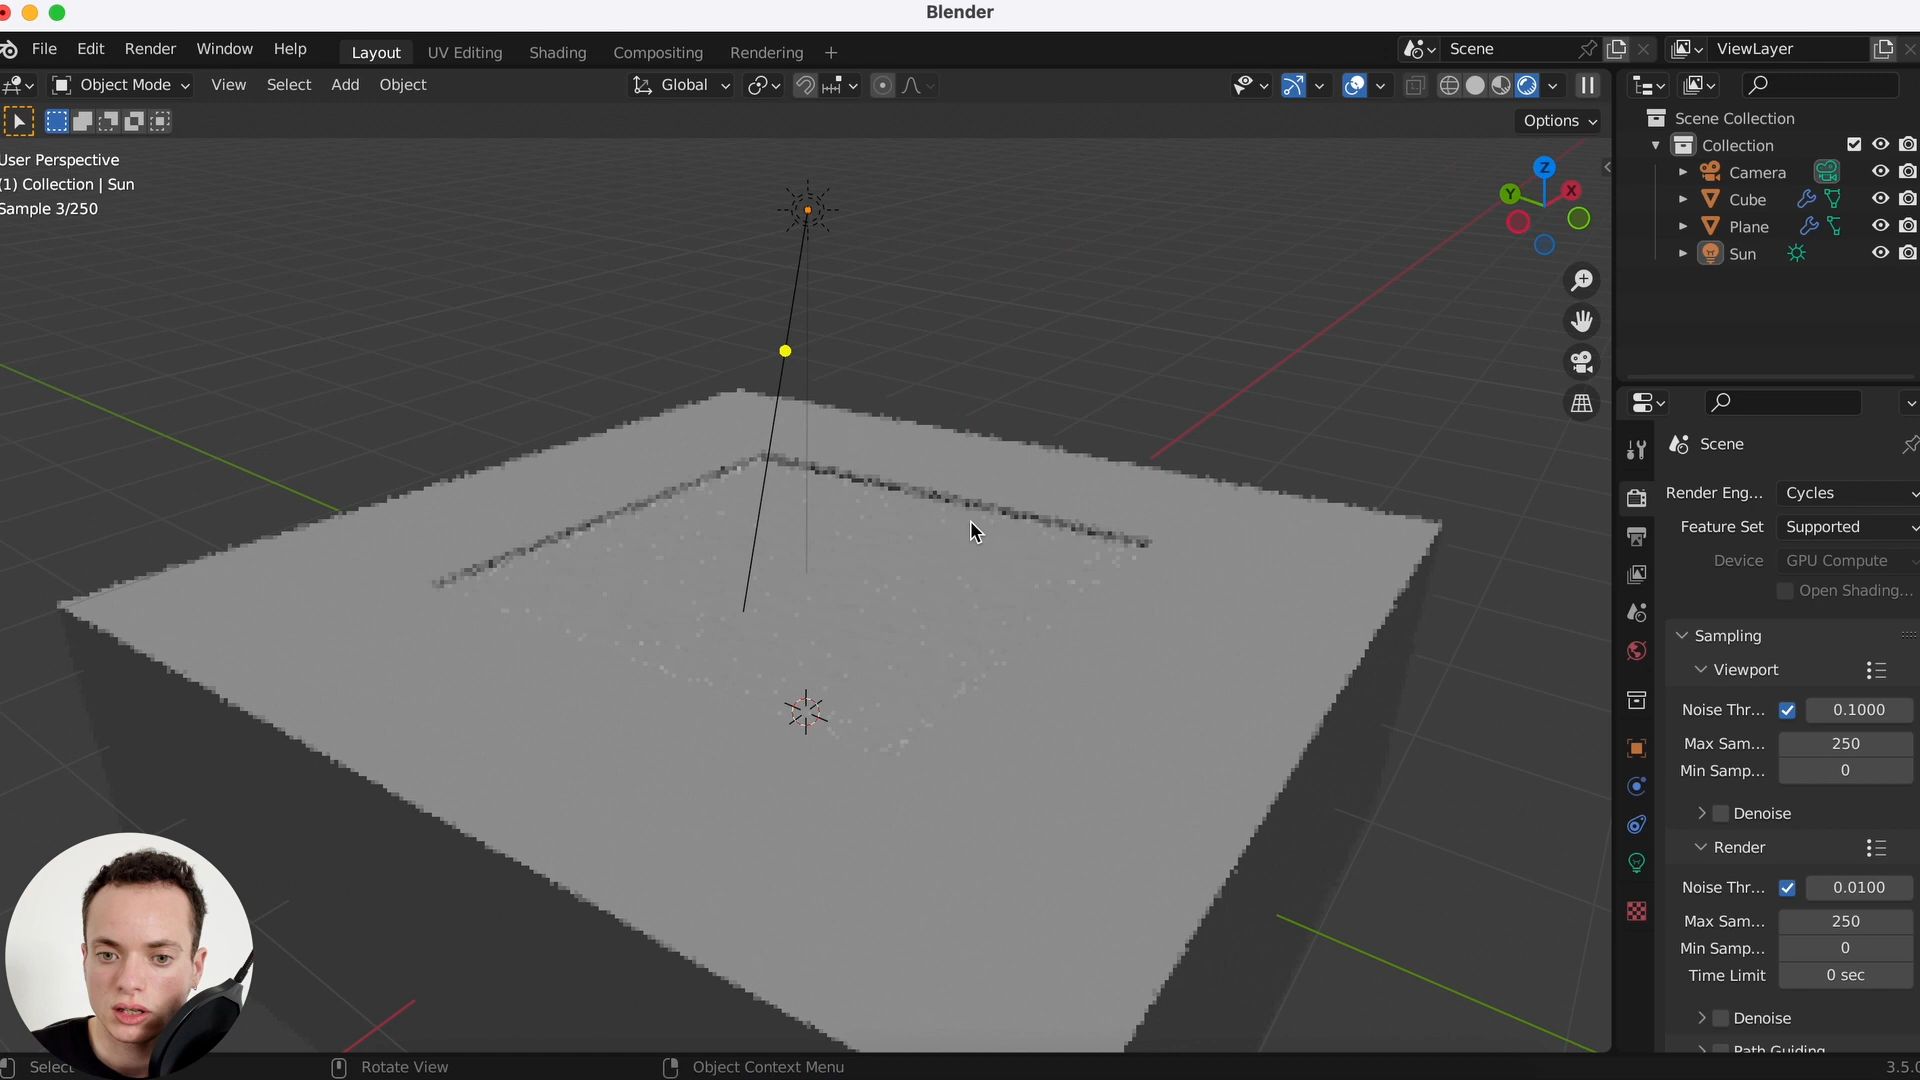 Blender
File Edit Render Window Help Layout UV Editing Shading Compositing Rendering + Scene ViewLayer
Object Mode View Select Add Object Global
Options
User Perspective
(1) Collection | Sun
Sample 3/250
Z
Y
X
Scene Collection
Collection
Camera
Cube
Plane
Sun
Scene
Render Eng... Cycles
Feature Set Supported
Device GPU Compute
Open Shading...
Sampling
Viewport
Noise Thr... 0.1000
Max Sam... 250
Min Samp... 0
Denoise
Render
Noise Thr... 0.0100
Max Sam... 250
Min Samp... 0
Time Limit 0 sec
Denoise
Path Guiding
Select Rotate View Object Context Menu 3.5.0